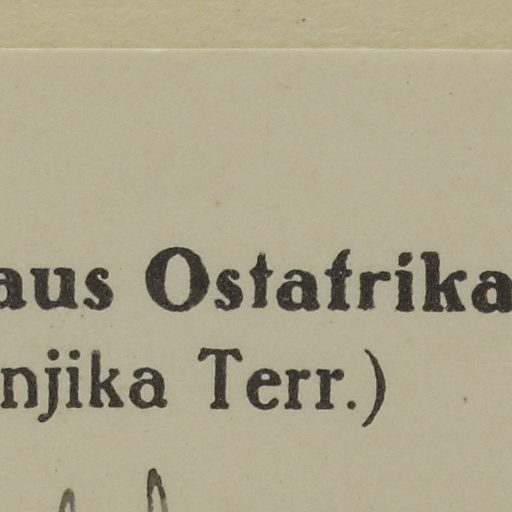 aus Ostafrika
njika Terr.)